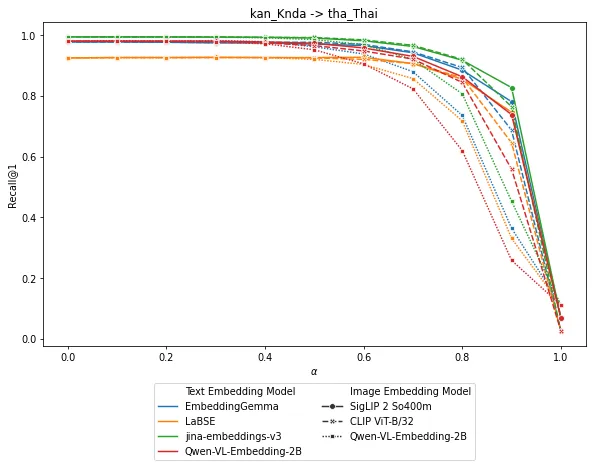 kan_Knda -> tha_Thai
1.0
0.8
0.6
0.4
0.2
0.0
Recall@1
0.0 0.2 0.4 0.6 0.8 1.0
α
Text Embedding Model
EmbeddingGemma
LaBSE
jina-embeddings-v3
Qwen-VL-Embedding-2B
Image Embedding Model
SigLIP 2 So400m
CLIP ViT-B/32
Qwen-VL-Embedding-2B